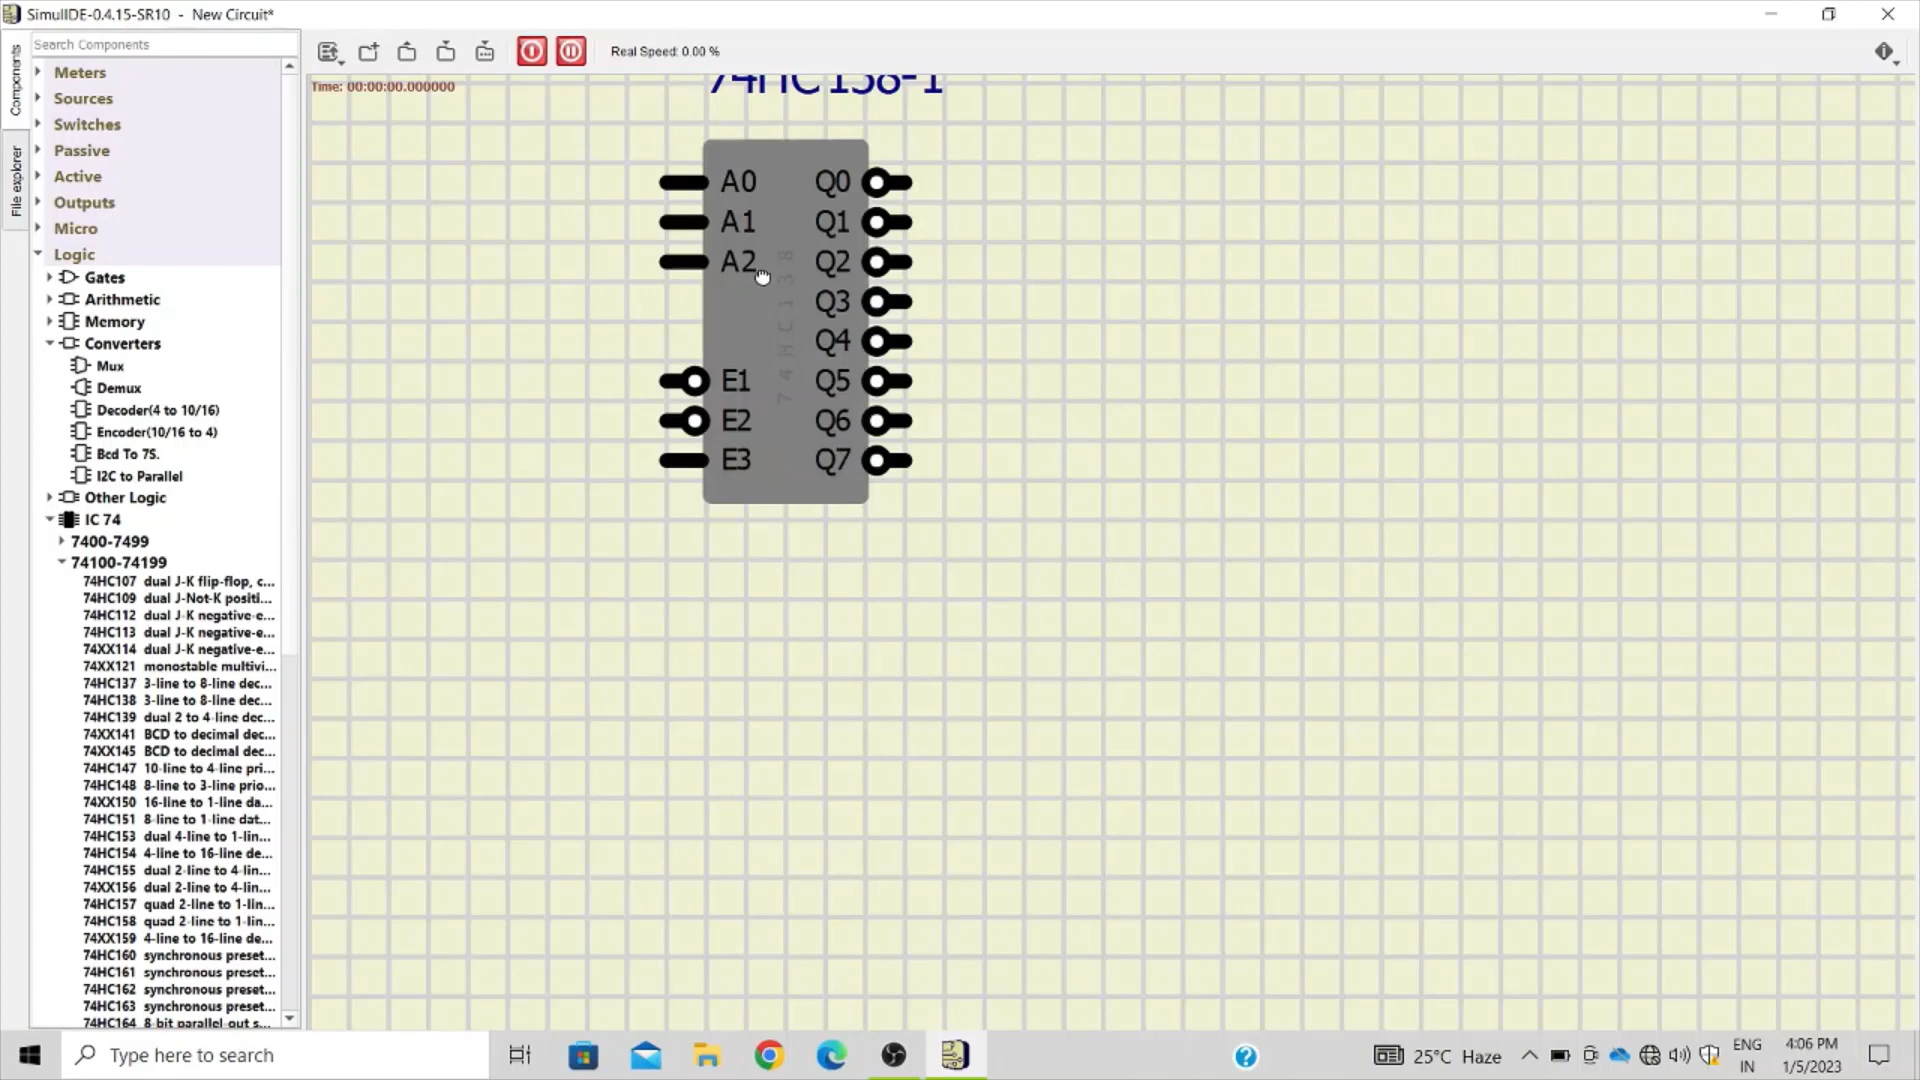 SimulIDE-0.4.15-SR10 - New Circuit*
Components
File explorer
Search Components
Meters
Sources
Switches
Passive
Active
Outputs
Micro
Logic
Gates
Arithmetic
Memory
Converters
Mux
Demux
Decoder(4 to 10/16)
Encoder(10/16 to 4)
Bcd To 7S.
I2C to Parallel
Other Logic
IC 74
7400-7499
74100-74199
74HC107 dual J-K flip-flop, c...
74HC109 dual J-Not-K positi...
74HC112 dual J-K negative-e...
74HC113 dual J-K negative-e...
74XX114 dual J-K negative-e...
74XX121 monostable multivi...
74HC137 3-line to 8-line dec...
74HC138 3-line to 8-line dec...
74HC139 dual 2 to 4-line dec...
74XX141 BCD to decimal dec...
74XX145 BCD to decimal dec...
74HC147 10-line to 4-line pri...
74HC148 8-line to 3-line prio...
74XX150 16-line to 1-line da...
74HC151 8-line to 1-line dat...
74HC153 dual 4-line to 1-lin...
74HC154 4-line to 16-line de...
74HC155 dual 2-line to 4-lin...
74XX156 dual 2-line to 4-lin...
74HC157 quad 2-line to 1-lin...
74HC158 quad 2-line to 1-lin...
74XX159 4-line to 16-line de...
74HC160 synchronous preset...
74HC161 synchronous preset...
74HC162 synchronous preset...
74HC163 synchronous preset...
74HC164 8-bit parallel-out s...
Real Speed: 0.00 %
Time: 00:00:00.000000
74HC138-1
A0 Q0
A1 Q1
A2 Q2
Q3
Q4
E1 Q5
E2 Q6
E3 Q7
74HC138
Type here to search
25°C Haze
ENG
IN
4:06 PM
1/5/2023